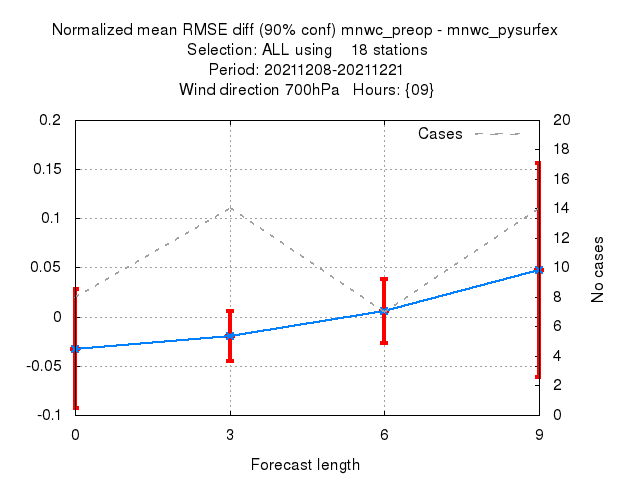 Normalized mean RMSE diff (90% conf) mnwc_preop - mnwc_pysurfex
Selection: ALL using 18 stations
Period: 20211208-20211221
Wind direction 700hPa Hours: {09}
Cases
0.2
0.15
0.1
0.05
0
-0.05
-0.1
20
18
16
14
12
10
8
6
4
2
0
No cases
0 3 6 9
Forecast length